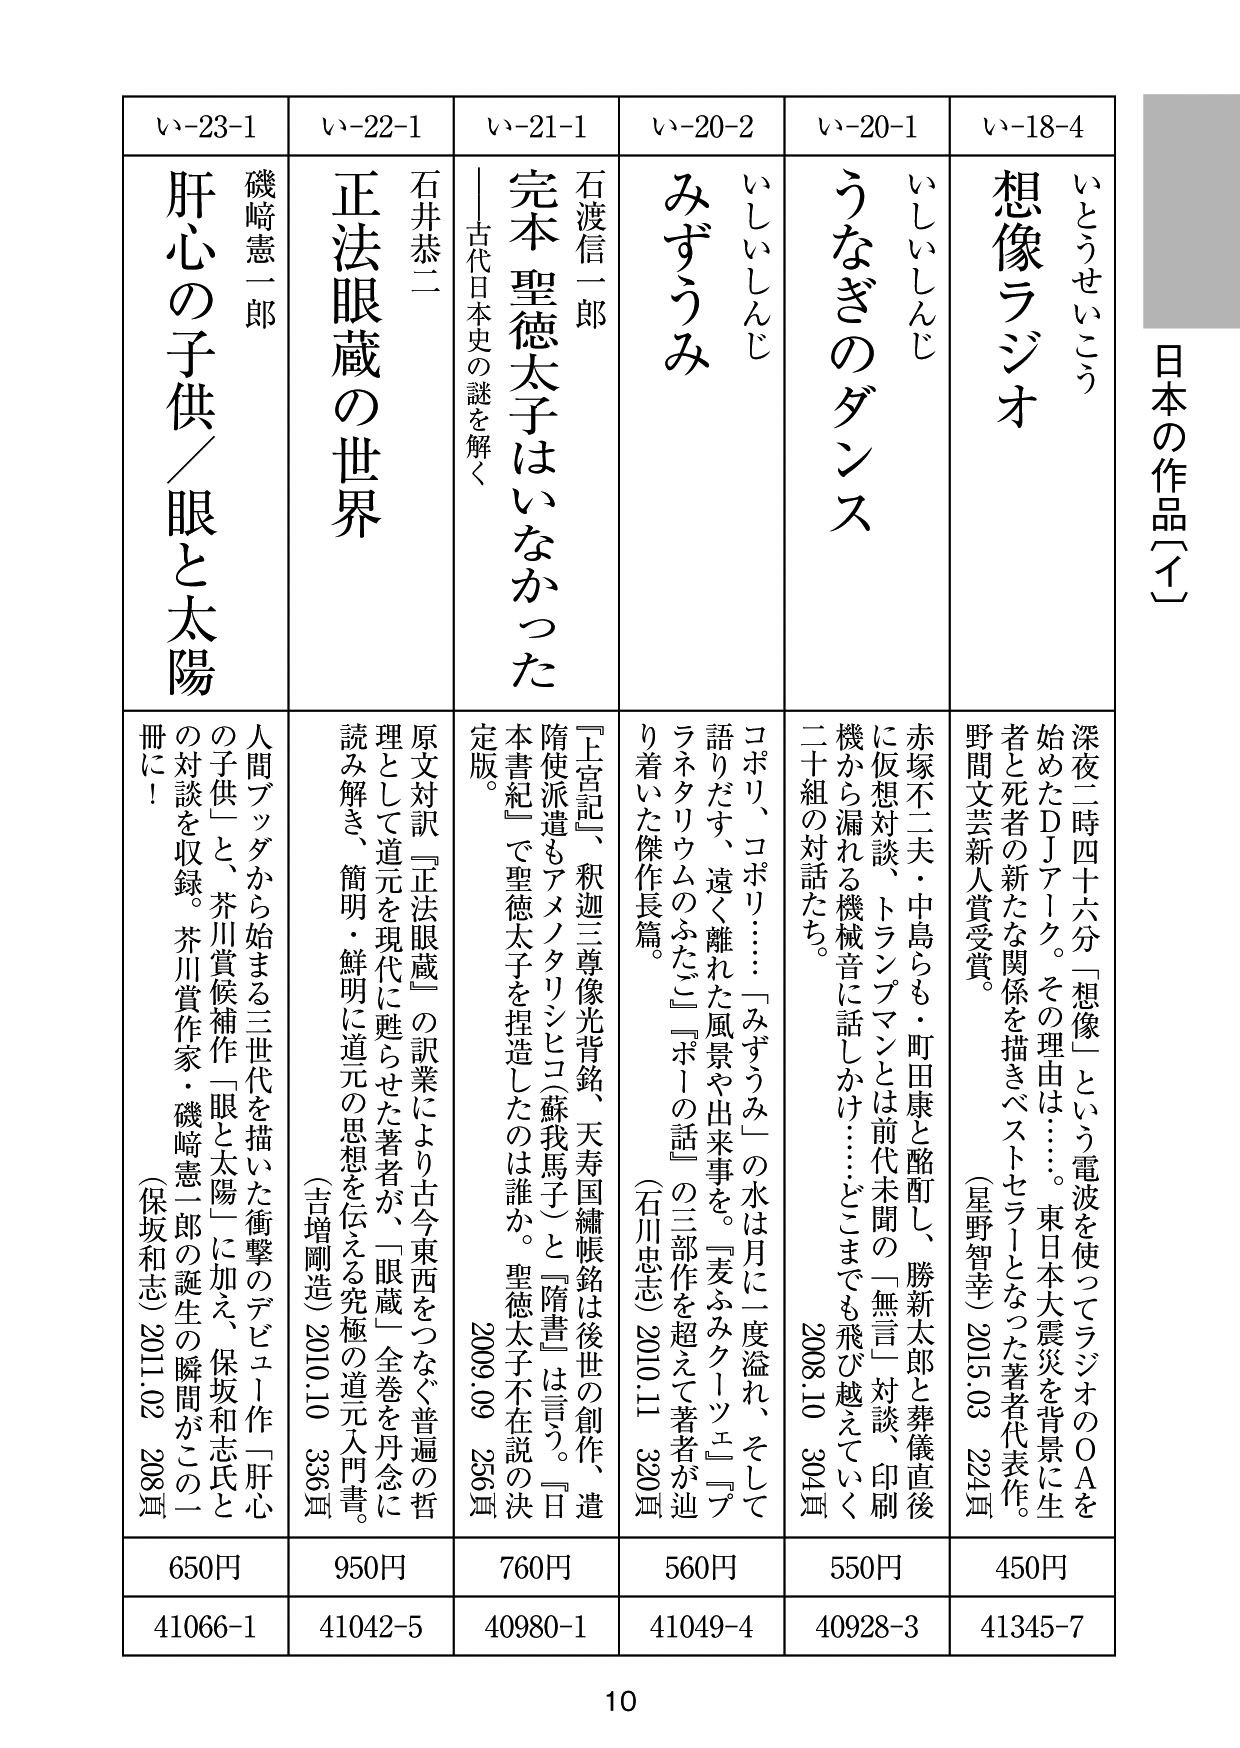 日本の作品〔イ〕
い-18-4
いとうせいこう
想像ラジオ
深夜二時四十六分「想像」という電波を使ってラジオのOAを
始めたDJアーク。その理由は……。東日本大震災を背景に生
者と死者の新たな関係を描きベストセラーとなった著者代表作。
野間文芸新人賞受賞。
（星野智幸）2015.03　224頁
450円
41345-7
い-20-1
いしいしんじ
うなぎのダンス
赤塚不二夫・中島らも・町田康と酩酊し、勝新太郎と葬儀直後
に仮想対談、トランプマンとは前代未聞の「無言」対談、印刷
機から漏れる機械音に話しかけ……どこまでも飛び越えていく
二十組の対話たち。
2008.10　304頁
550円
40928-3
い-20-2
いしいしんじ
みずうみ
コポリ、コポリ……「みずうみ」の水は月に一度溢れ、そして
語りだす、遠く離れた風景や出来事を。『麦ふみクーツェ』『プ
ラネタリウムのふたご』『ポーの話』の三部作を超えて著者が辿
り着いた傑作長篇。
（石川忠志）2010.11　320頁
560円
41049-4
い-21-1
石渡信一郎
完本 聖徳太子はいなかった
――古代日本史の謎を解く
『上宮記』、釈迦三尊像光背銘、天寿国繡帳銘は後世の創作、遣
隋使派遣もアメノタリシヒコ（蘇我馬子）と『隋書』は言う。『日
本書紀』で聖徳太子を捏造したのは誰か。聖徳太子不在説の決
定版。
2009.09　256頁
760円
40980-1
い-22-1
石井恭二
正法眼蔵の世界
原文対訳『正法眼蔵』の訳業により古今東西をつなぐ普遍の哲
理として道元を現代に甦らせた著者が、「眼蔵」全巻を丹念に
読み解き、簡明・鮮明に道元の思想を伝える究極の道元入門書。
（吉増剛造）2010.10　336頁
950円
41042-5
い-23-1
磯﨑憲一郎
肝心の子供／眼と太陽
人間ブッダから始まる三世代を描いた衝撃のデビュー作「肝心
の子供」と、芥川賞候補作「眼と太陽」に加え、保坂和志氏と
の対談を収録。芥川賞作家・磯﨑憲一郎の誕生の瞬間がこの一
冊に！
（保坂和志）2011.02　208頁
650円
41066-1
10